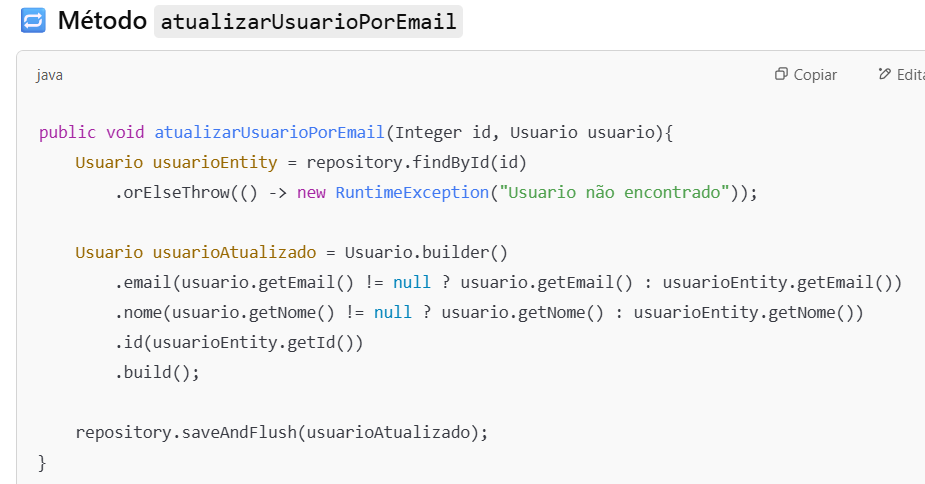 Método atualizarUsuarioPorEmail
java
Copiar
Edita
public void atualizarUsuarioPorEmail(Integer id, Usuario usuario){
    Usuario usuarioEntity = repository.findById(id)
        .orElseThrow(() -> new RuntimeException("Usuario não encontrado"));
    Usuario usuarioAtualizado = Usuario.builder()
        .email(usuario.getEmail() != null ? usuario.getEmail() : usuarioEntity.getEmail())
        .nome(usuario.getNome() != null ? usuario.getNome() : usuarioEntity.getNome())
        .id(usuarioEntity.getId())
        .build();
    repository.saveAndFlush(usuarioAtualizado);
}